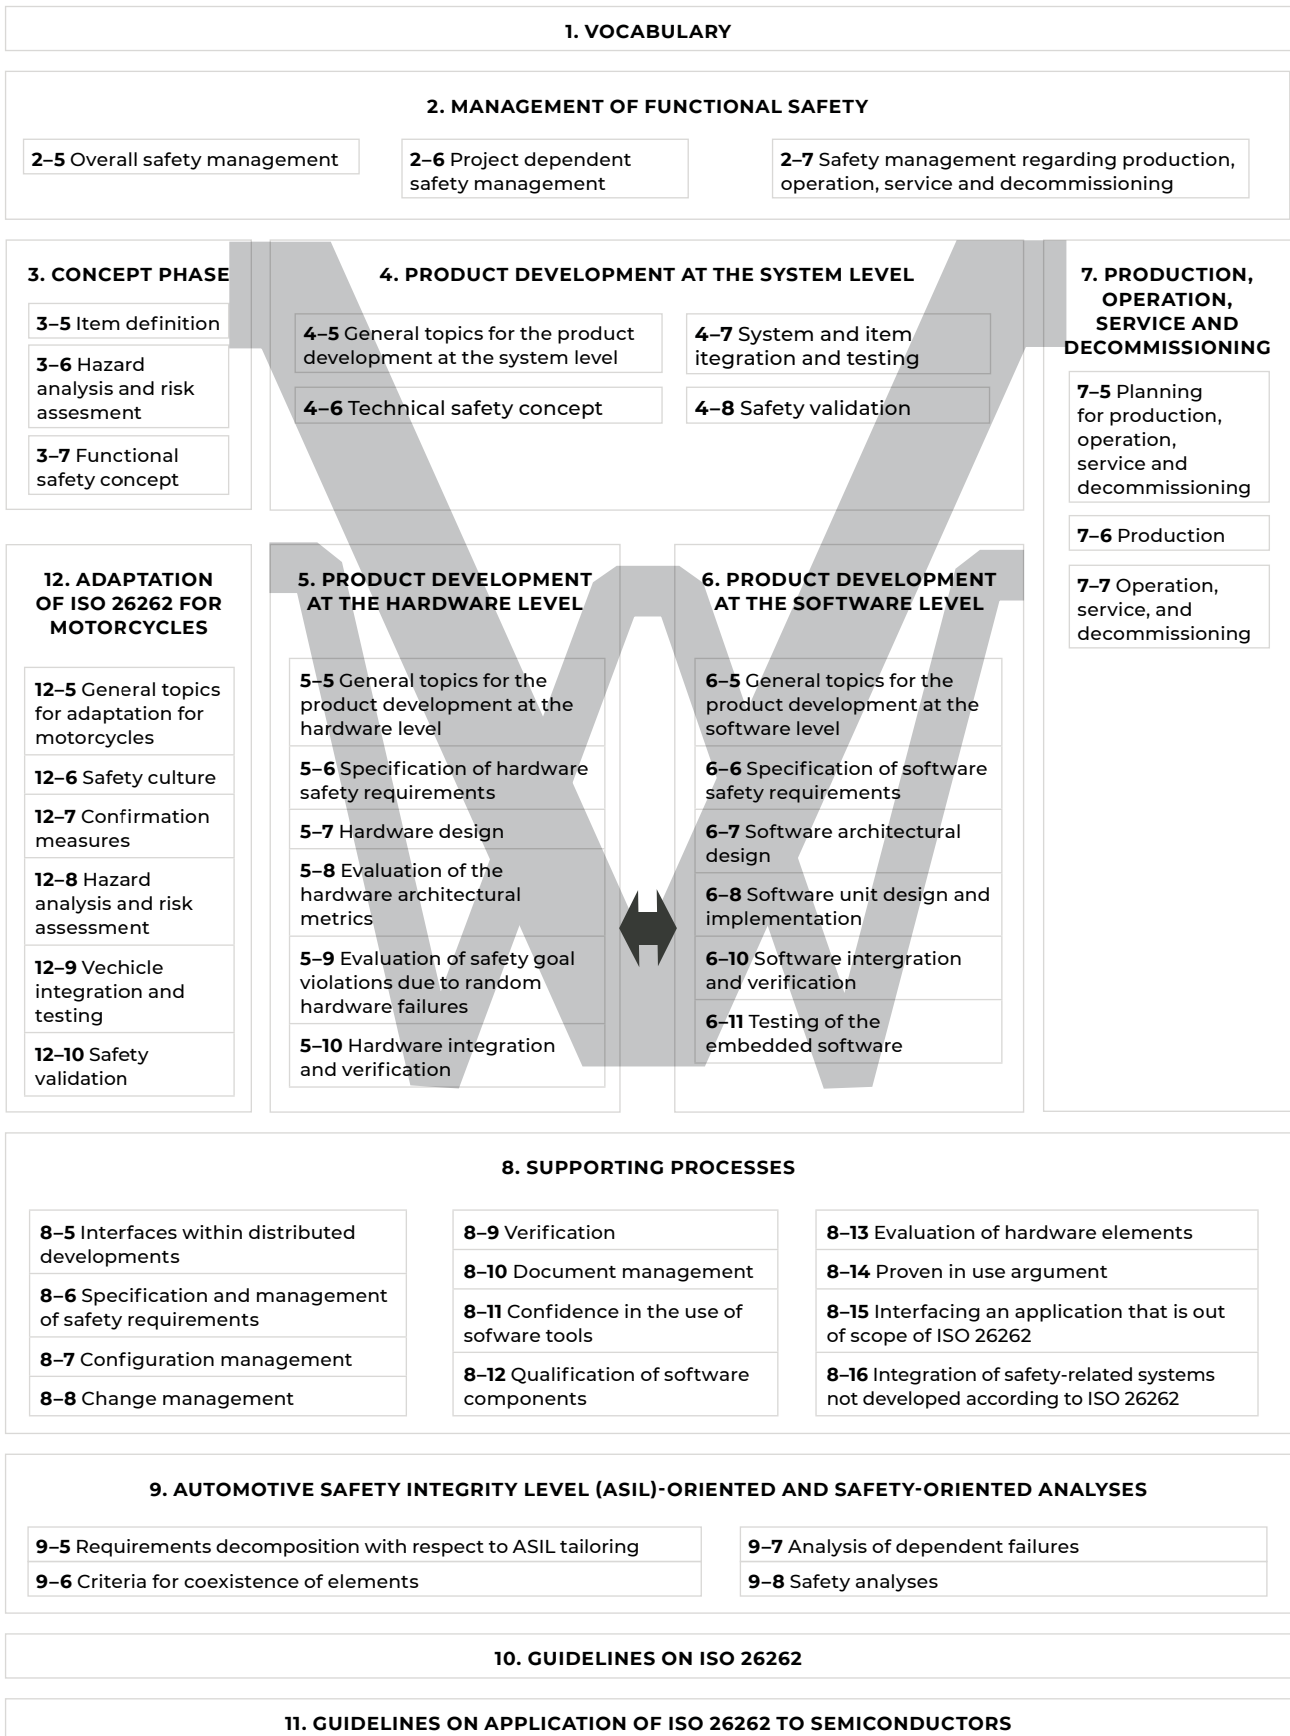 1. VOCABULARY
2. MANAGEMENT OF FUNCTIONAL SAFETY
2–5 Overall safety management
2–6 Project dependent
safety management
2–7 Safety management regarding production,
operation, service and decommissioning
3. CONCEPT PHASE
3–5 Item definition
3–6 Hazard
analysis and risk
assesment
3–7 Functional
safety concept
4. PRODUCT DEVELOPMENT AT THE SYSTEM LEVEL
4–5 General topics for the product
development at the system level
4–6 Technical safety concept
4–7 System and item
itegration and testing
4–8 Safety validation
7. PRODUCTION,
OPERATION,
SERVICE AND
DECOMMISSIONING
7–5 Planning
for production,
operation,
service and
decommissioning
7–6 Production
7–7 Operation,
service, and
decommissioning
12. ADAPTATION
OF ISO 26262 FOR
MOTORCYCLES
12–5 General topics
for adaptation for
motorcycles
12–6 Safety culture
12–7 Confirmation
measures
12–8 Hazard
analysis and risk
assessment
12–9 Vechicle
integration and
testing
12–10 Safety
validation
5. PRODUCT DEVELOPMENT
AT THE HARDWARE LEVEL
5–5 General topics for the
product development at the
hardware level
5–6 Specification of hardware
safety requirements
5–7 Hardware design
5–8 Evaluation of the
hardware architectural
metrics
5–9 Evaluation of safety goal
violations due to random
hardware failures
5–10 Hardware integration
and verification
6. PRODUCT DEVELOPMENT
AT THE SOFTWARE LEVEL
6–5 General topics for the
product development at the
software level
6–6 Specification of software
safety requirements
6–7 Software architectural
design
6–8 Software unit design and
implementation
6–10 Software intergration
and verification
6–11 Testing of the
embedded software
8. SUPPORTING PROCESSES
8–5 Interfaces within distributed
developments
8–6 Specification and management
of safety requirements
8–7 Configuration management
8–8 Change management
8–9 Verification
8–10 Document management
8–11 Confidence in the use of
sofware tools
8–12 Qualification of software
components
8–13 Evaluation of hardware elements
8–14 Proven in use argument
8–15 Interfacing an application that is out
of scope of ISO 26262
8–16 Integration of safety-related systems
not developed according to ISO 26262
9. AUTOMOTIVE SAFETY INTEGRITY LEVEL (ASIL)-ORIENTED AND SAFETY-ORIENTED ANALYSES
9–5 Requirements decomposition with respect to ASIL tailoring
9–6 Criteria for coexistence of elements
9–7 Analysis of dependent failures
9–8 Safety analyses
10. GUIDELINES ON ISO 26262
11. GUIDELINES ON APPLICATION OF ISO 26262 TO SEMICONDUCTORS